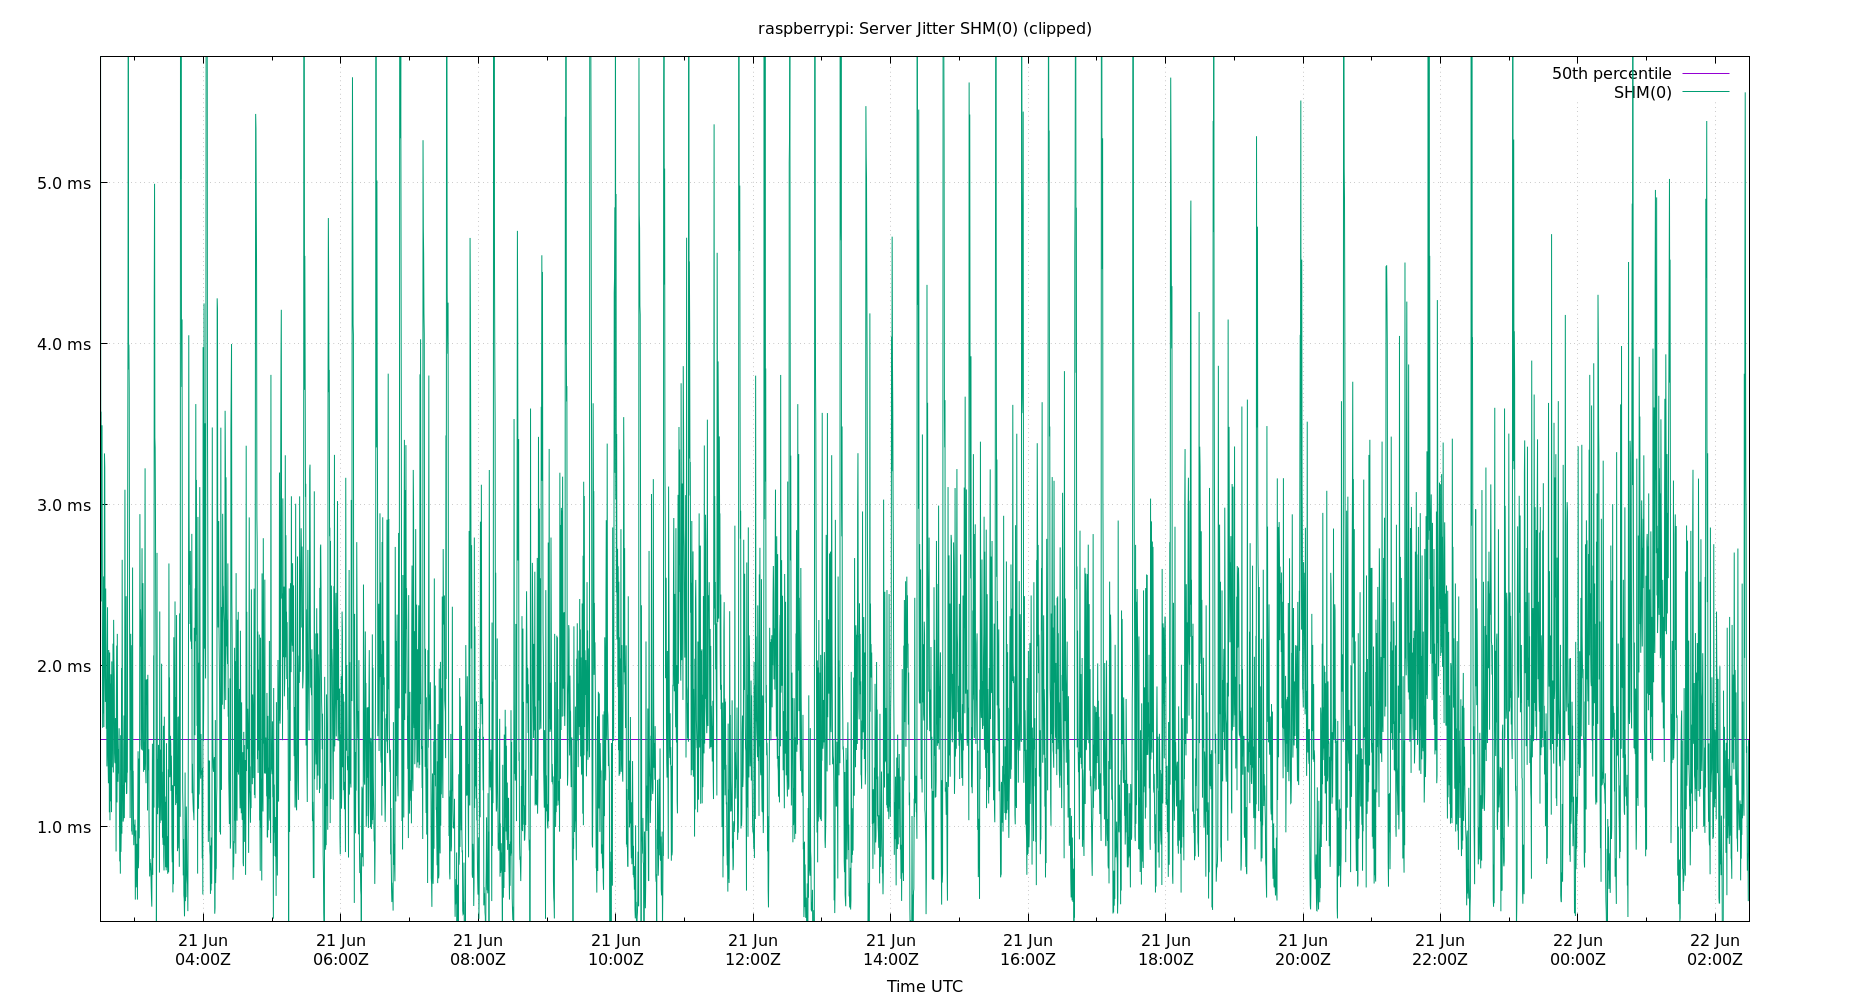 raspberrypi: Server Jitter SHM(0) (clipped)
50th percentile
SHM(0)
5.0 ms
4.0 ms
3.0 ms
2.0 ms
1.0 ms
21 Jun 21 Jun 21 Jun 21 Jun 21 Jun 21 Jun 21 Jun 21 Jun 21 Jun 21 Jun 22 Jun 22 Jun
04:00Z 06:00Z 08:00Z 10:00Z 12:00Z 14:00Z 16:00Z 18:00Z 20:00Z 22:00Z 00:00Z 02:00Z
Time UTC